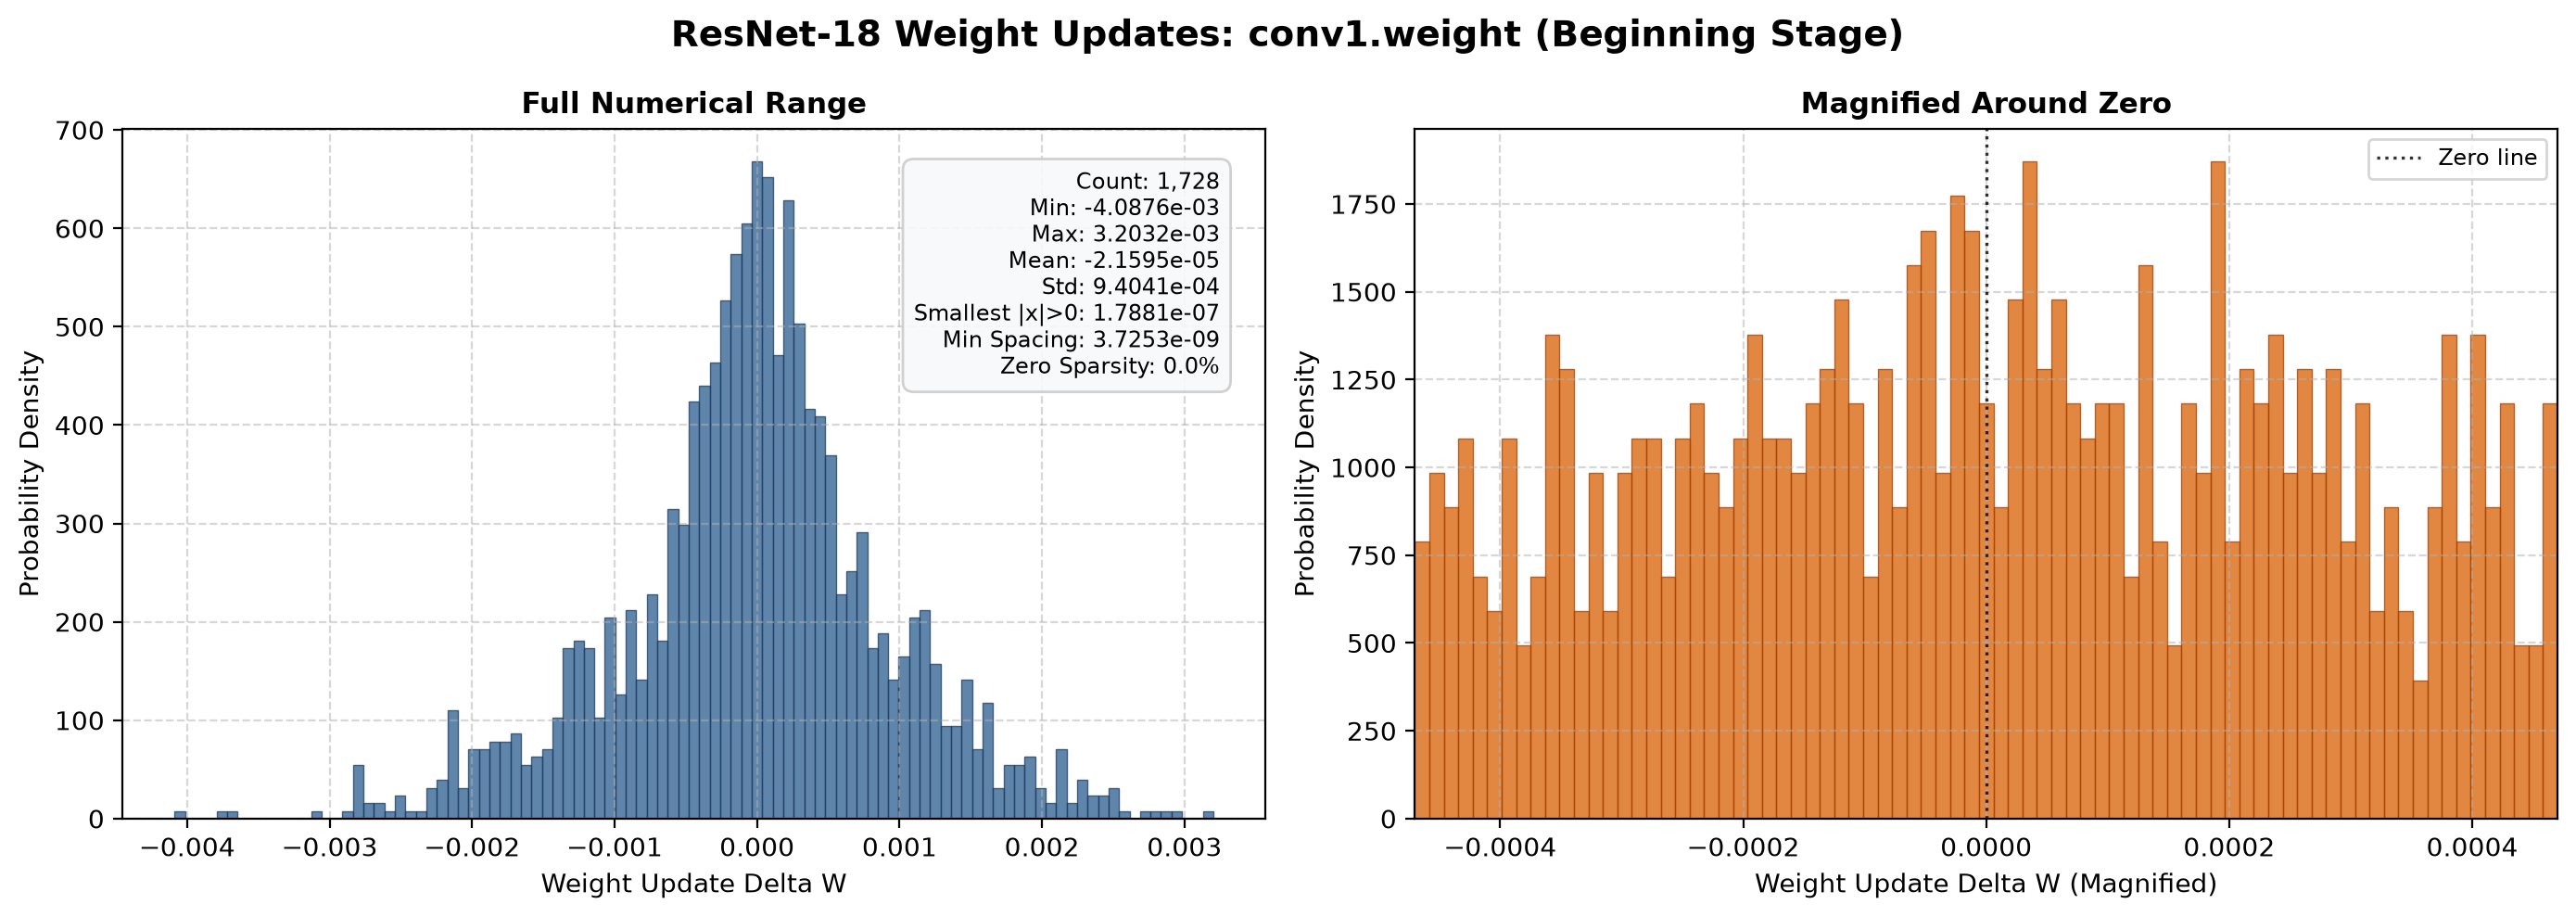 ResNet-18 Weight Updates: conv1.weight (Beginning Stage)
Full Numerical Range
700
600
500
400
300
200
100
0
Probability Density
Count: 1,728
Min: -4.0876e-03
Max: 3.2032e-03
Mean: -2.1595e-05
Std: 9.4041e-04
Smallest |x|>0: 1.7881e-07
Min Spacing: 3.7253e-09
Zero Sparsity: 0.0%
−0.004 −0.003 −0.002 −0.001 0.000 0.001 0.002 0.003
Weight Update Delta W
Magnified Around Zero
Zero line
1750
1500
1250
1000
750
500
250
0
Probability Density
−0.0004 −0.0002 0.0000 0.0002 0.0004
Weight Update Delta W (Magnified)